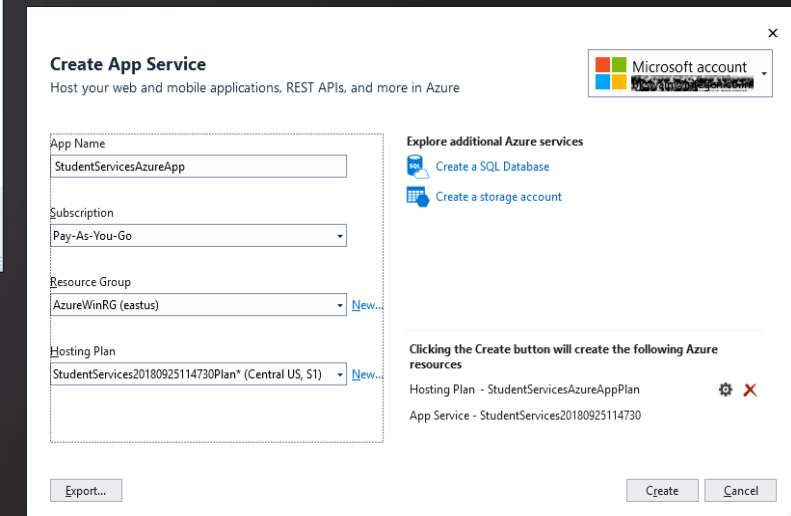 Create App Service
Host your web and mobile applications, REST APIs, and more in Azure
Microsoft account
App Name
StudentServicesAzureApp
Subscription
Pay-As-You-Go
Resource Group
AzureWinRG (eastus)
New...
Hosting Plan
StudentServices20180925114730Plan* (Central US, S1)
New...
Explore additional Azure services
SQL
Create a SQL Database
Create a storage account
Clicking the Create button will create the following Azure
resources
Hosting Plan - StudentServicesAzureAppPlan
App Service - StudentServices20180925114730
Export...
Create
Cancel